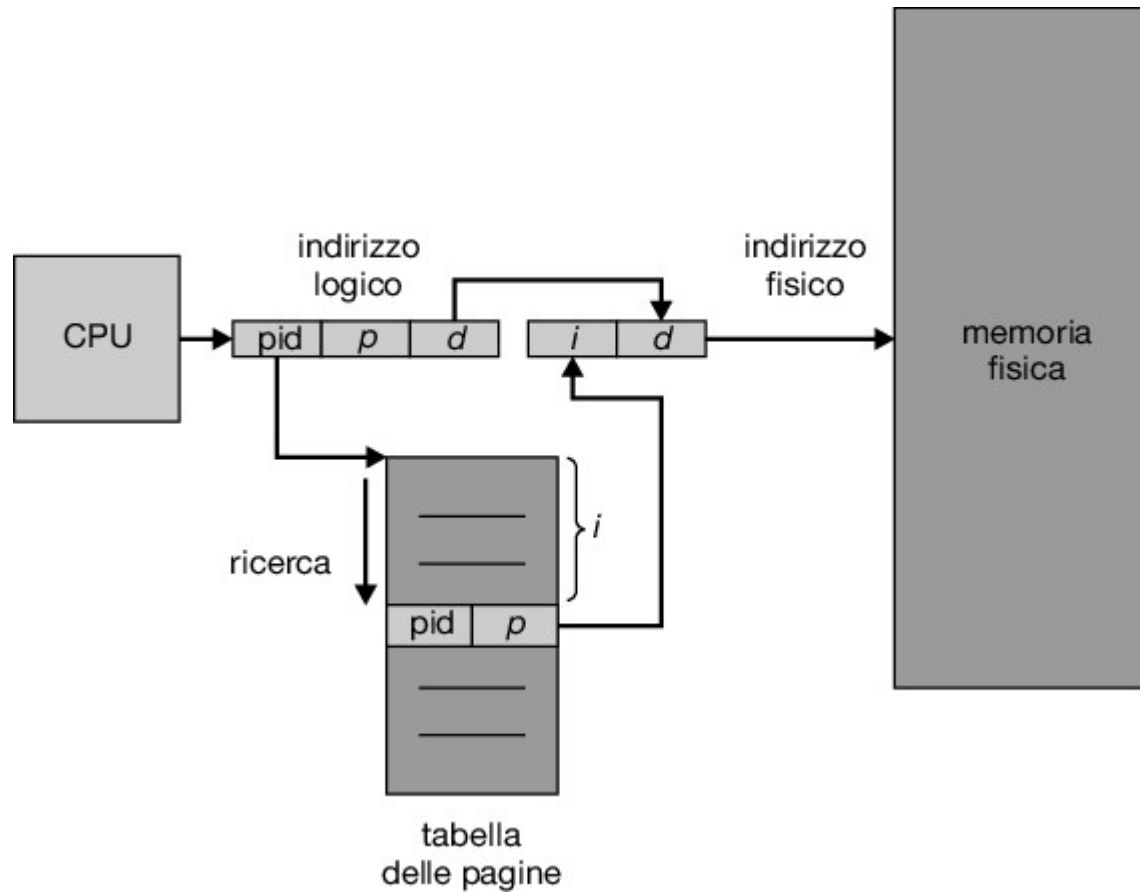 indirizzo
logico
indirizzo
fisico
CPU
pid p d
i d
memoria
fisica
ricerca
i
pid p
tabella
delle pagine